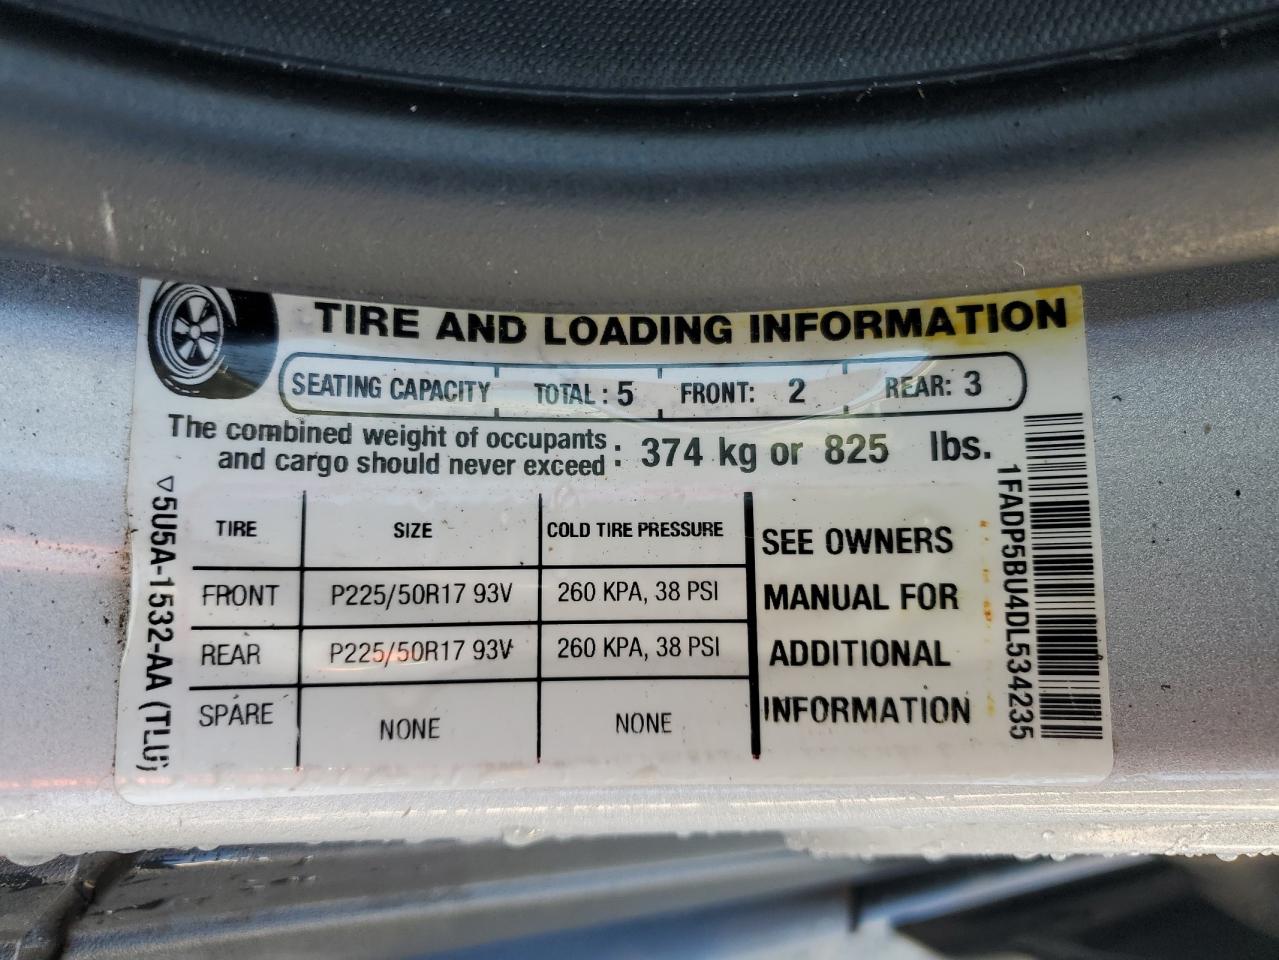 TIRE AND LOADING INFORMATION
SEATING CAPACITY TOTAL : 5 FRONT: 2 REAR: 3
The combined weight of occupants
and cargo should never exceed : 374 kg or 825 lbs.
TIRE SIZE COLD TIRE PRESSURE
FRONT P225/50R17 93V 260 KPA, 38 PSI
REAR P225/50R17 93V 260 KPA, 38 PSI
SPARE NONE NONE
SEE OWNERS
MANUAL FOR
ADDITIONAL
INFORMATION
5U5A-1532-AA
1FADP5BU4DL534235